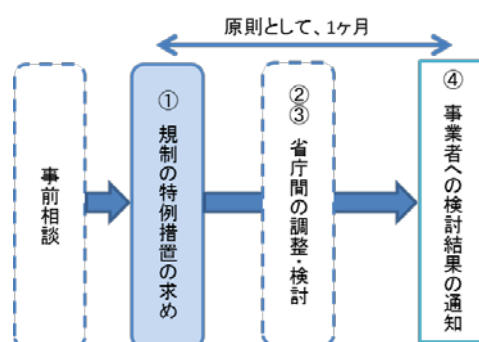 原則として、1ヶ月
事前相談
① 規制の特例措置の求め
②③ 省庁間の調整・検討
④ 事業者への検討結果の通知